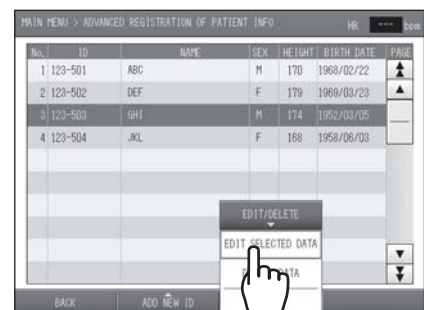 MAIN MENU > ADVANCED REGISTRATION OF PATIENT INFO HR --- bpm
No. ID NAME SEX HEIGHT BIRTH DATE PAGE
1 123-501 ABC M 170 1968/02/22
2 123-502 DEF F 179 1969/03/23
3 123-503 GHI M 174 1952/03/05
4 123-504 JKL F 168 1958/06/03
EDIT/DELETE
EDIT SELECTED DATA
DATA
BACK ADD NEW ID